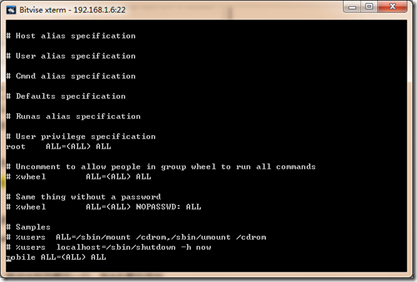 Bitvise xterm - 192.168.1.6:22
# Host alias specification
# User alias specification
# Cmnd alias specification
# Defaults specification
# Runas alias specification
# User privilege specification
root ALL=(ALL) ALL
# Uncomment to allow people in group wheel to run all commands
# %wheel ALL=(ALL) ALL
# Same thing without a password
# %wheel ALL=(ALL) NOPASSWD: ALL
# Samples
# %users ALL=/sbin/mount /cdrom,/sbin/umount /cdrom
# %users localhost=/sbin/shutdown -h now
mobile ALL=(ALL) ALL